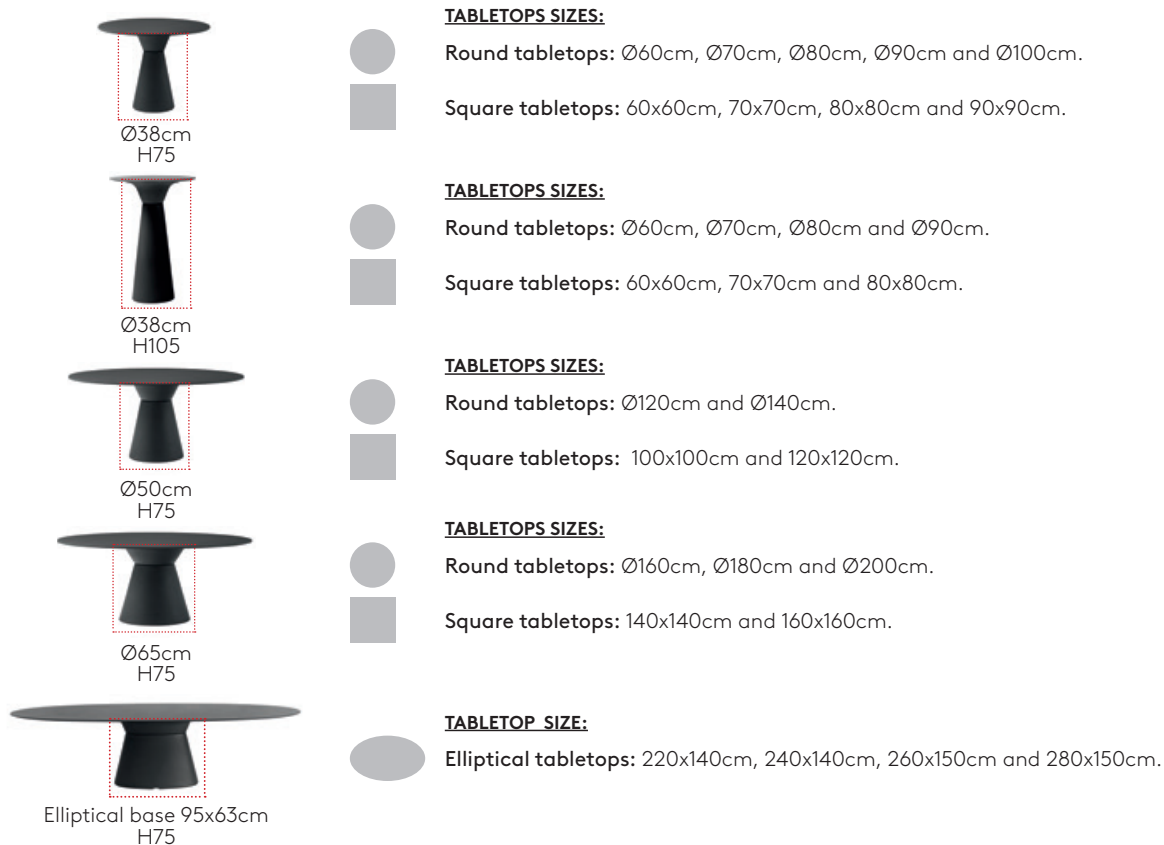 TABLETOPS SIZES:
Round tabletops: Ø60cm, Ø70cm, Ø80cm, Ø90cm and Ø100cm.
Square tabletops: 60x60cm, 70x70cm, 80x80cm and 90x90cm.
Ø38cm
H75
TABLETOPS SIZES:
Round tabletops: Ø60cm, Ø70cm, Ø80cm and Ø90cm.
Square tabletops: 60x60cm, 70x70cm and 80x80cm.
Ø38cm
H105
TABLETOPS SIZES:
Round tabletops: Ø120cm and Ø140cm.
Square tabletops: 100x100cm and 120x120cm.
Ø50cm
H75
TABLETOPS SIZES:
Round tabletops: Ø160cm, Ø180cm and Ø200cm.
Square tabletops: 140x140cm and 160x160cm.
Ø65cm
H75
TABLETOP SIZE:
Elliptical tabletops: 220x140cm, 240x140cm, 260x150cm and 280x150cm.
Elliptical base 95x63cm
H75